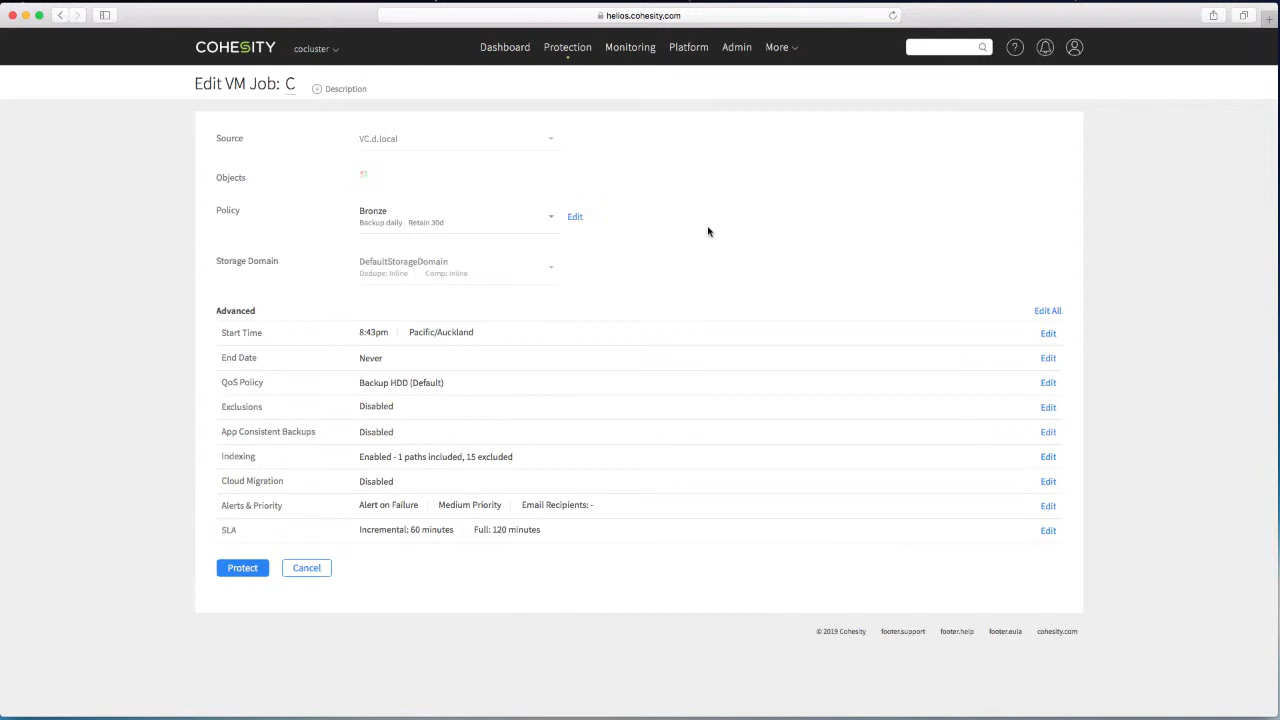 helios.cohesity.com
COHESITY cocluster Dashboard Protection Monitoring Platform Admin More
Edit VM Job: C Description
Source VC.d.local
Objects
Policy Bronze Edit
Backup daily Retain 30d
Storage Domain DefaultStorageDomain
Dedupe: Inline Comp: Inline
Advanced Edit All
Start Time 8:43pm Pacific/Auckland Edit
End Date Never Edit
QoS Policy Backup HDD (Default) Edit
Exclusions Disabled Edit
App Consistent Backups Disabled Edit
Indexing Enabled - 1 paths included, 15 excluded Edit
Cloud Migration Disabled Edit
Alerts & Priority Alert on Failure Medium Priority Email Recipients: - Edit
SLA Incremental: 60 minutes Full: 120 minutes Edit
Protect Cancel
© 2019 Cohesity footer.support footer.help footer.eula cohesity.com